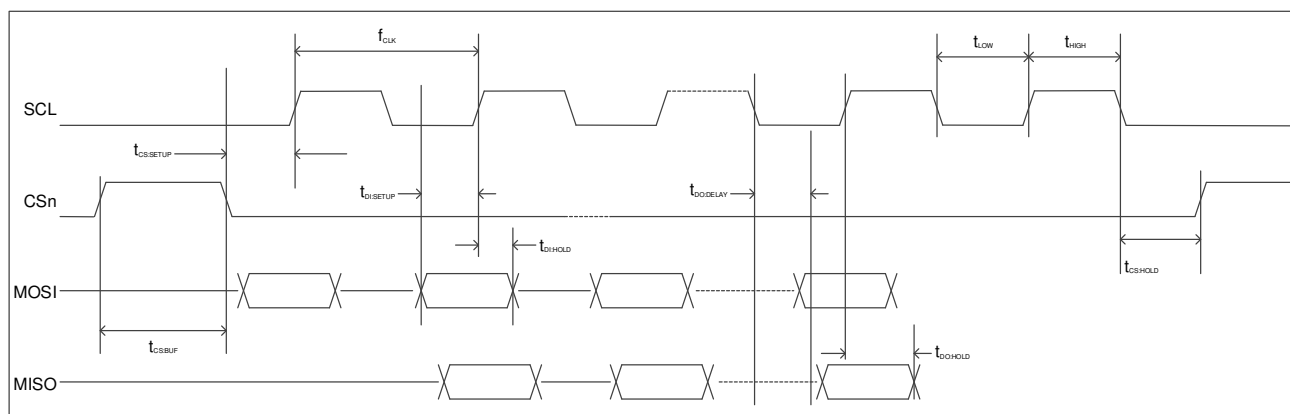 fCLK
tLOW
tHIGH
SCL
tCS:SETUP
CSn
tDI:SETUP
tDO:DELAY
tDI:HOLD
tCS:HOLD
MOSI
tCS:BUF
tDO:HOLD
MISO